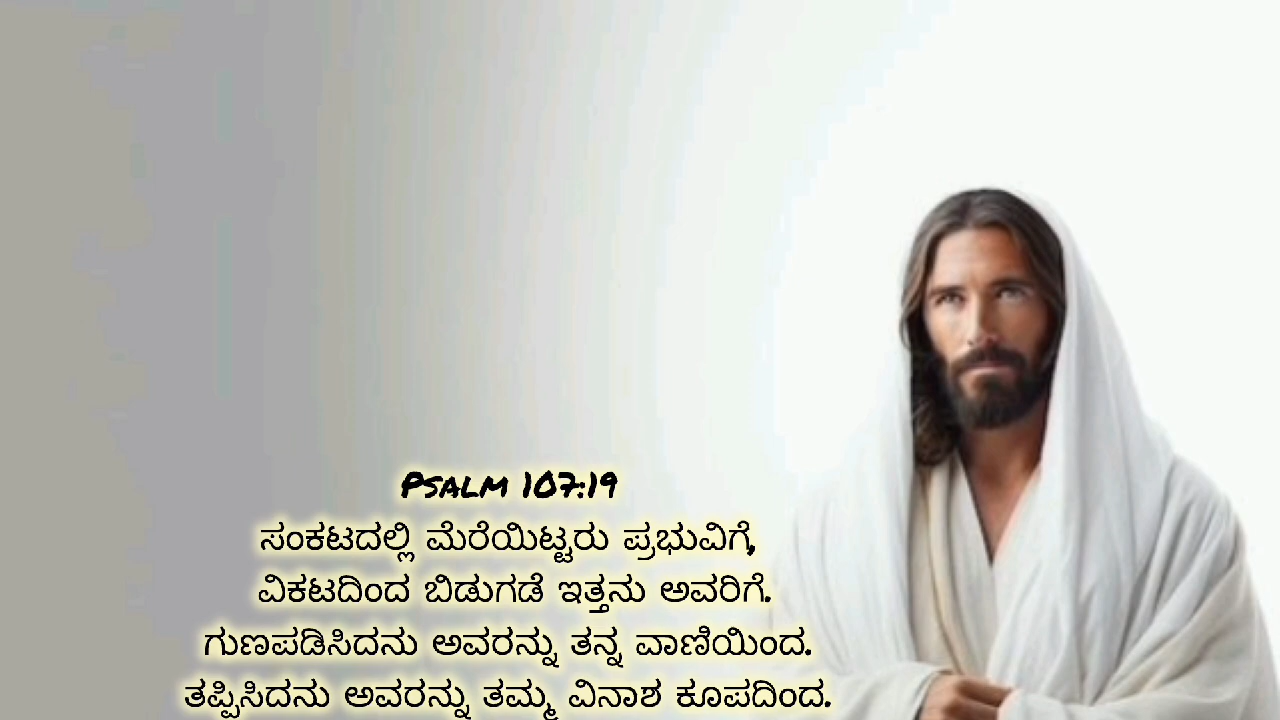 PSALM 107:19
ಸಂಕಟದಲ್ಲಿ ಮೆರೆಯಿಟ್ಟರು ಪ್ರಭುವಿಗೆ,
ವಿಕಟದಿಂದ ಬಿಡುಗಡೆ ಇತ್ತನು ಅವರಿಗೆ.
ಗುಣಪಡಿಸಿದನು ಅವರನ್ನು ತನ್ನ ವಾಣಿಯಿಂದ.
ತಪ್ಪಿಸಿದನು ಅವರನ್ನು ತಮ್ಮ ವಿನಾಶ ಕೂಪದಿಂದ.